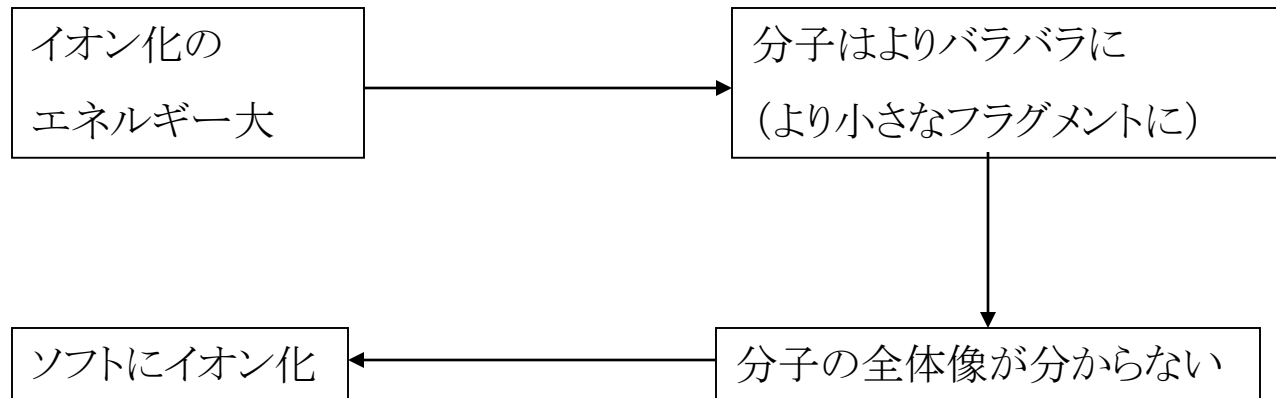 イオン化の
エネルギー大
分子はよりバラバラに
(より小さなフラグメントに)
分子の全体像が分からない
ソフトにイオン化